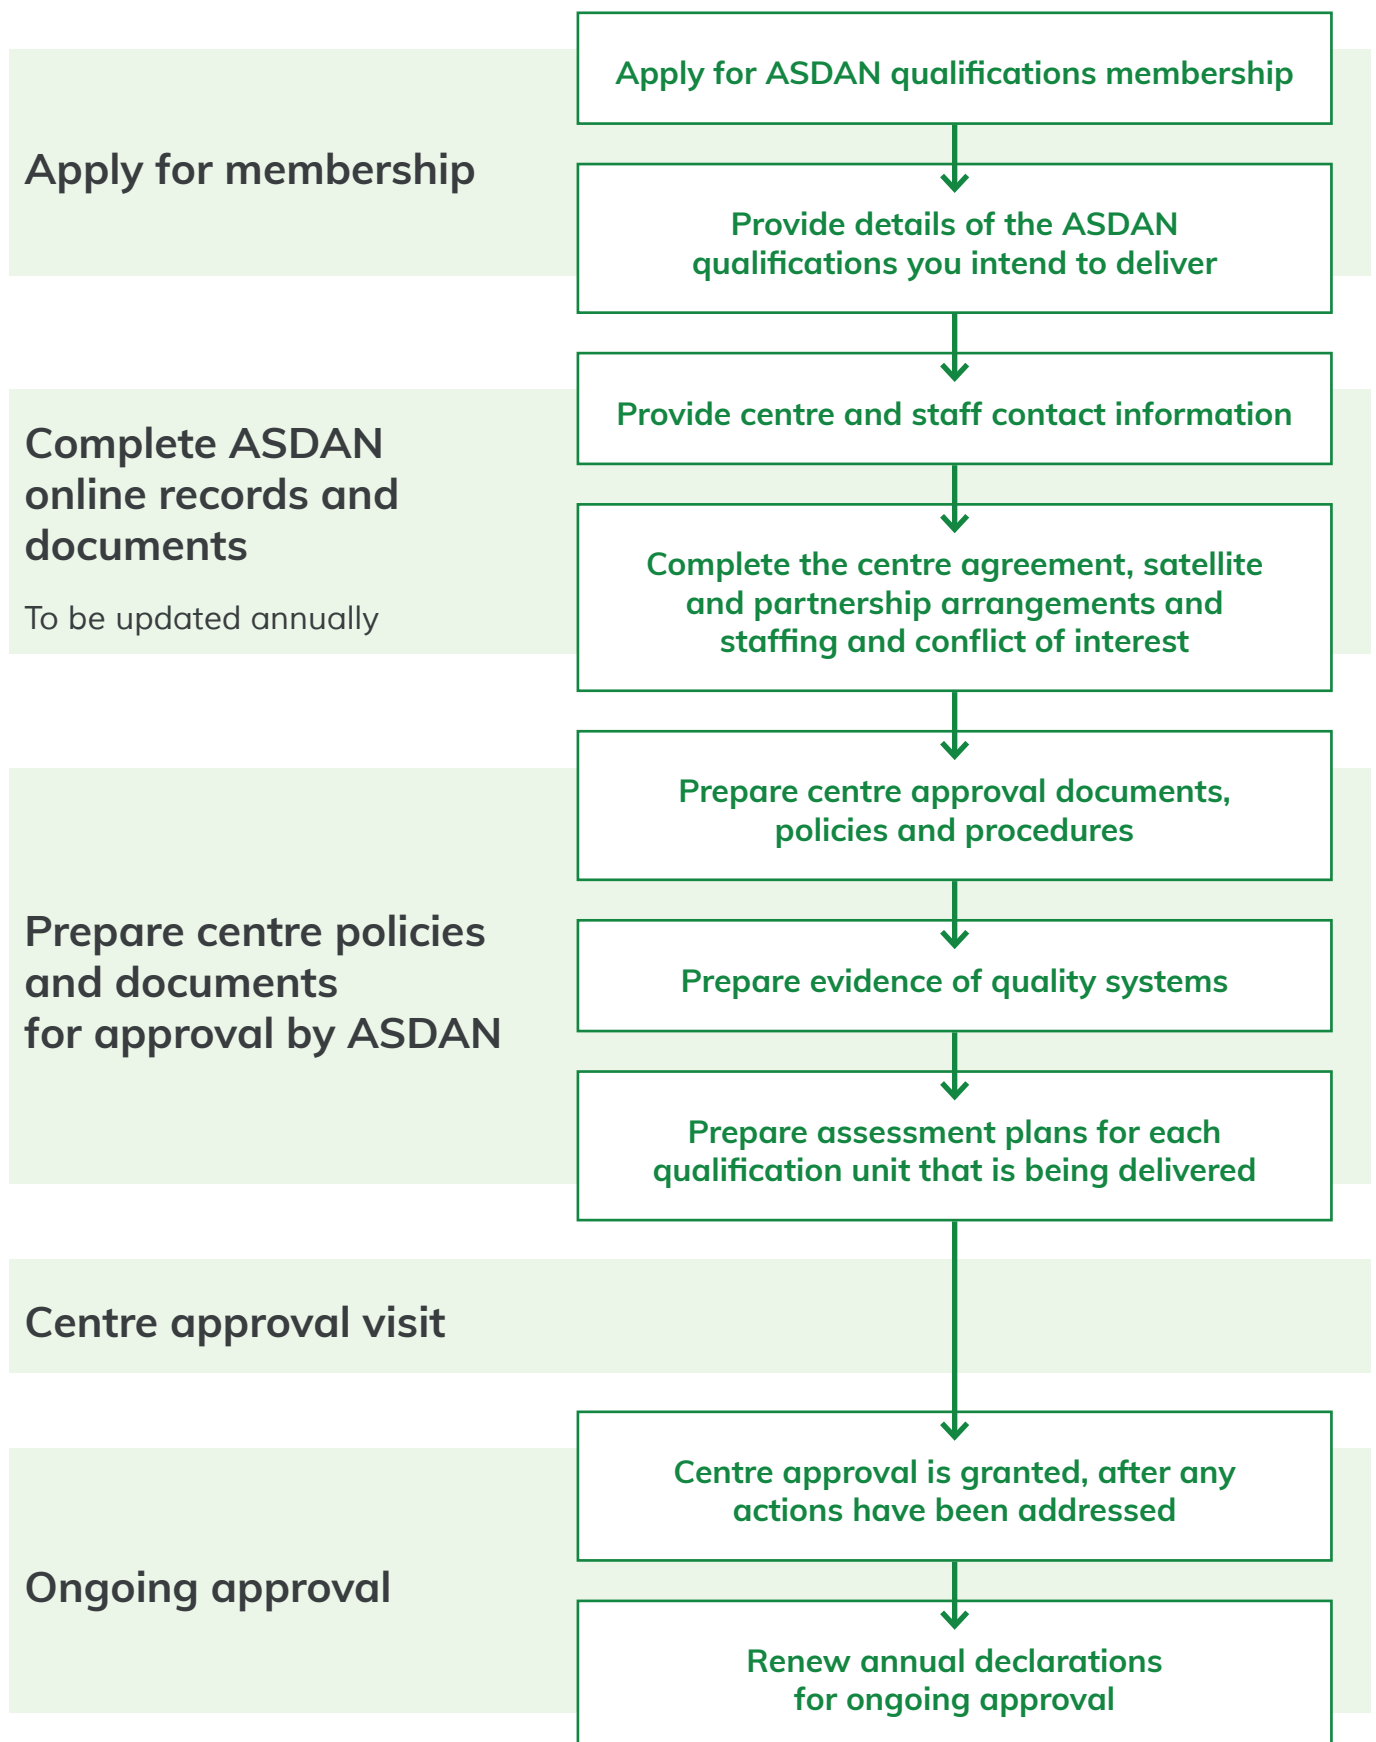 Apply for membership
Apply for ASDAN qualifications membership
Provide details of the ASDAN
qualifications you intend to deliver
Complete ASDAN
online records and
documents
To be updated annually
Provide centre and staff contact information
Complete the centre agreement, satellite
and partnership arrangements and
staffing and conflict of interest
Prepare centre policies
and documents
for approval by ASDAN
Prepare centre approval documents,
policies and procedures
Prepare evidence of quality systems
Prepare assessment plans for each
qualification unit that is being delivered
Centre approval visit
Ongoing approval
Centre approval is granted, after any
actions have been addressed
Renew annual declarations
for ongoing approval